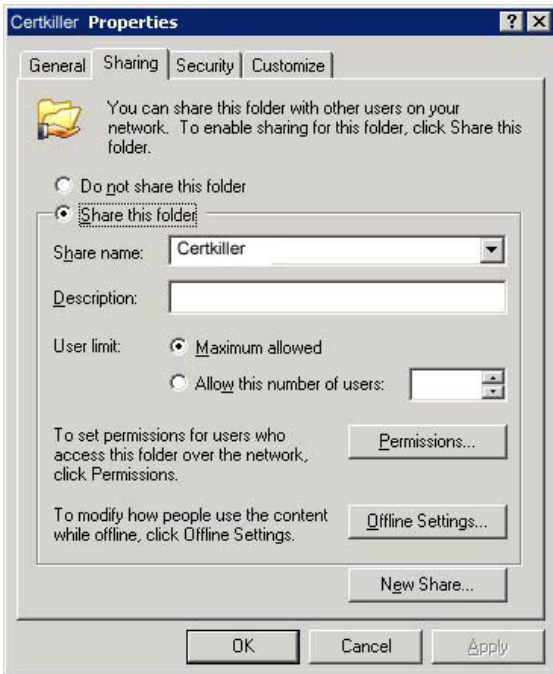 Certkiller Properties
General Sharing Security Customize
You can share this folder with other users on your
network. To enable sharing for this folder, click Share this
folder.
Do not share this folder
Share this folder
Share name: Certkiller
Description:
User limit: Maximum allowed
Allow this number of users:
To set permissions for users who
access this folder over the network,
click Permissions.
Permissions...
To modify how people use the content
while offline, click Offline Settings.
Offline Settings...
New Share...
OK Cancel Apply